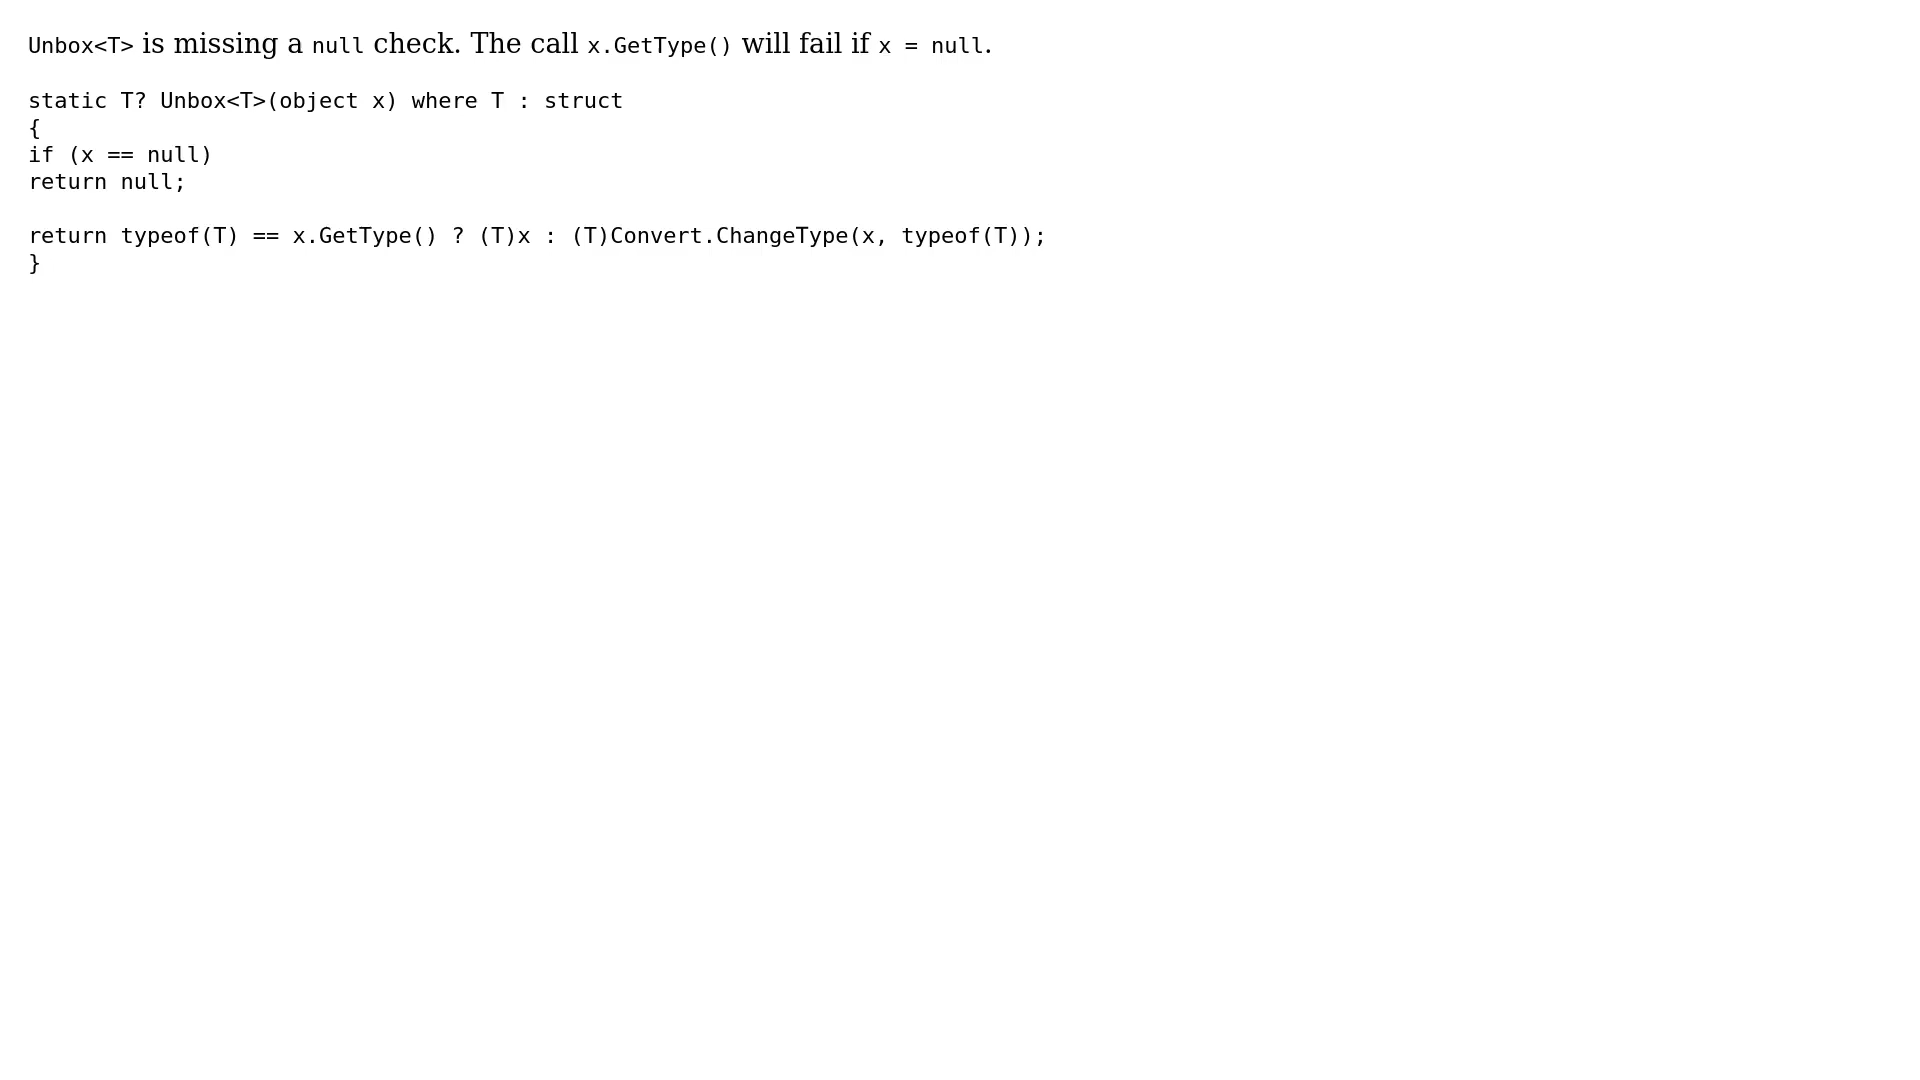 Unbox<T> is missing a null check. The call x.GetType() will fail if x = null.
static T? Unbox<T>(object x) where T : struct
{
if (x == null)
return null;
return typeof(T) == x.GetType() ? (T)x : (T)Convert.ChangeType(x, typeof(T));
}